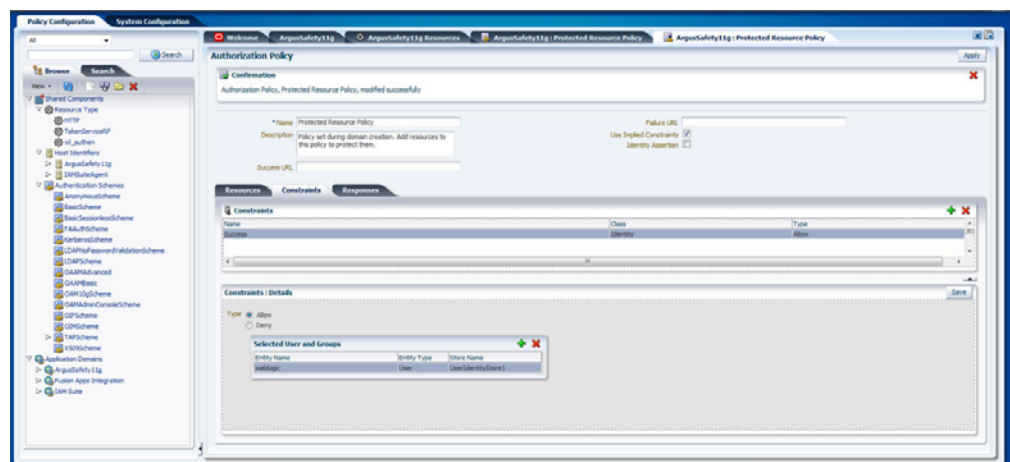 Policy Configuration System Configuration
All
Search
Browse Search
View
Shared Components
Resource Type
HTTP
TokenServiceRP
wl_authen
Host Identifiers
ArgusSafety11g
IAMSuiteAgent
Authentication Schemes
AnonymousScheme
BasicScheme
BasicSessionlessScheme
FAAuthScheme
KerberosScheme
LDAPNoPasswordValidationScheme
LDAPScheme
OAAMAdvanced
OAAMBasic
OAM10gScheme
OAMAdminConsoleScheme
OIFScheme
OIMScheme
TAPScheme
X509Scheme
Application Domains
ArgusSafety11g
Fusion Apps Integration
IAM Suite
Welcome ArgusSafety11g ArgusSafety11g Resources ArgusSafety11g : Protected Resource Policy ArgusSafety11g : Protected Resource Policy
Authorization Policy Apply
Confirmation
Authorization Policy, Protected Resource Policy, modified successfully
* Name Protected Resource Policy
Description Policy set during domain creation. Add resources to
this policy to protect them.
Success URL
Failure URL
Use Implied Constraints
Identity Assertion
Resources Constraints Responses
Constraints
Name Class Type
Success Identity Allow
Constraints : Details Save
Type Allow
Deny
Selected User and Groups
Entity Name Entity Type Store Name
weblogic User UserIdentityStore1